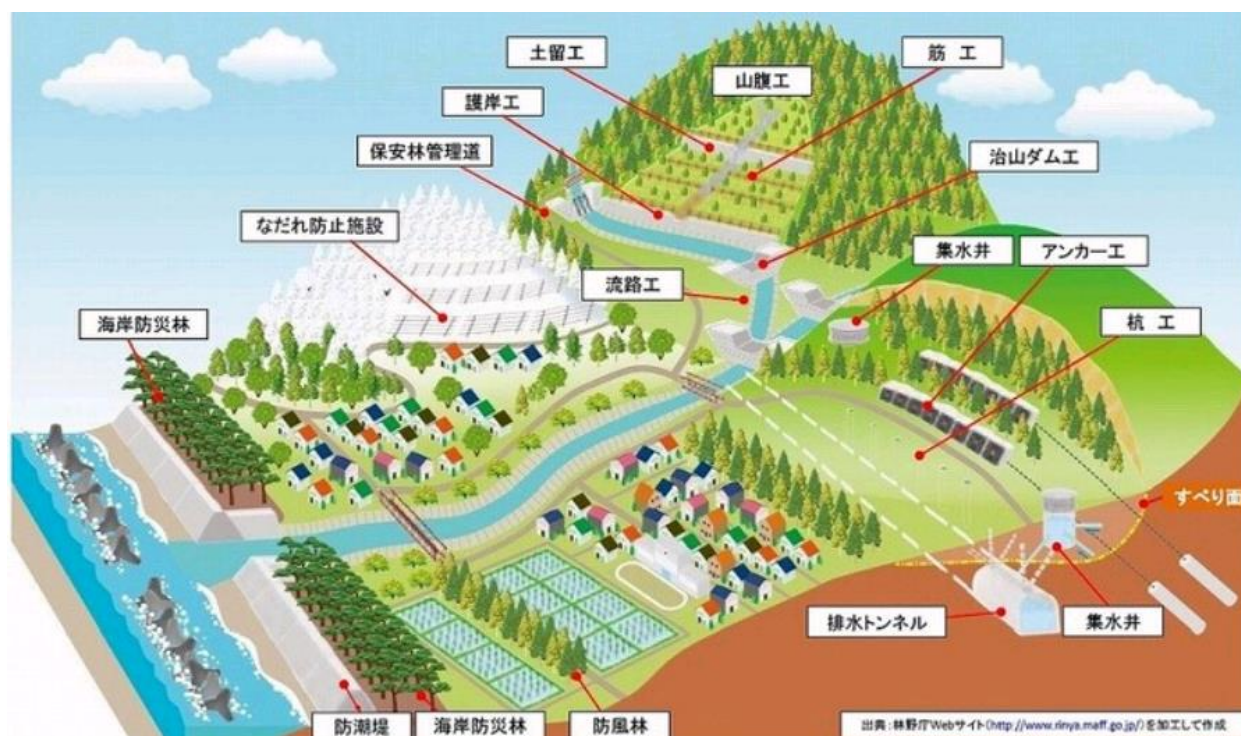 土留工
筋 工
山腹工
護岸工
保安林管理道
治山ダム工
なだれ防止施設
集水井
アンカー工
流路工
海岸防災林
杭 工
すべり面
排水トンネル
集水井
防潮堤
海岸防災林
防風林
出典:林野庁Webサイト(http://www.rinya.maff.go.jp/)を加工して作成